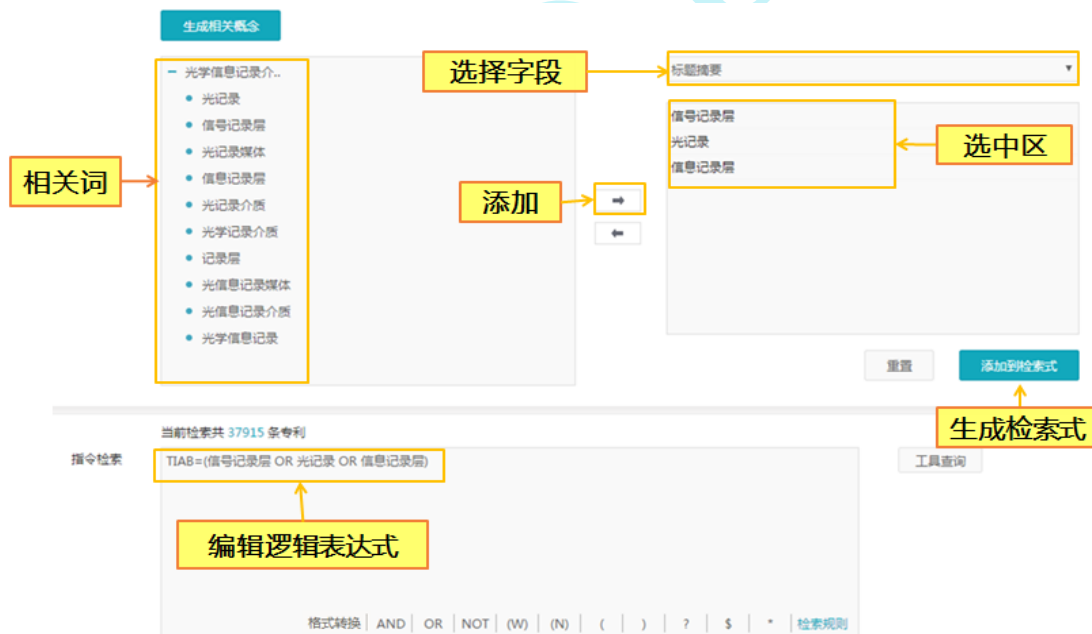 生成相关概念
光学信息记录介..
光记录
信号记录层
光记录媒体
信息记录层
光记录介质
光学记录介质
记录层
光信息记录媒体
光信息记录介质
光学信息记录
相关词
选择字段
标题摘要
信号记录层
光记录
信息记录层
选中区
添加
重置
添加到检索式
生成检索式
当前检索共 37915 条专利
指令检索
TIAB=(信号记录层 OR 光记录 OR 信息记录层)
工具查询
编辑逻辑表达式
格式转换 AND OR NOT (W) (N) ( ) ? $ * 检索规则